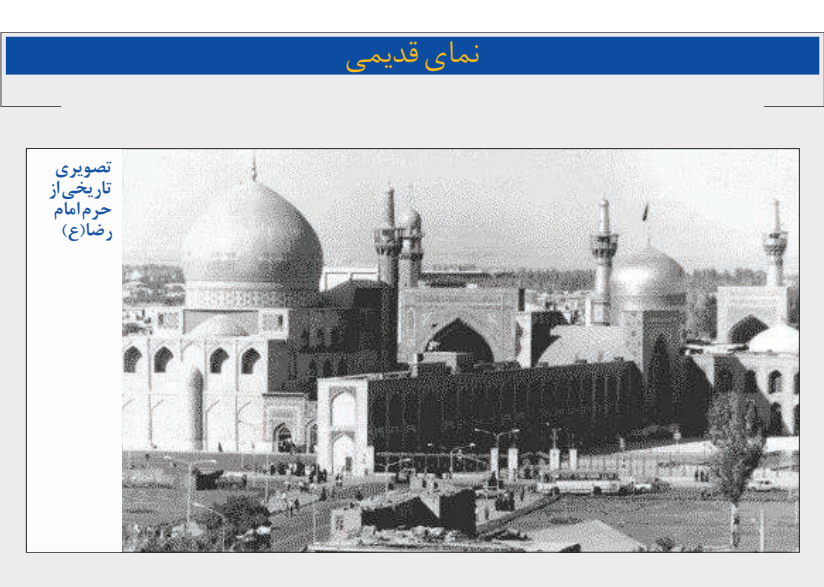 نمای قدیمی
تصویری
تاریخی‌از
حرم‌امام
رضا(ع)